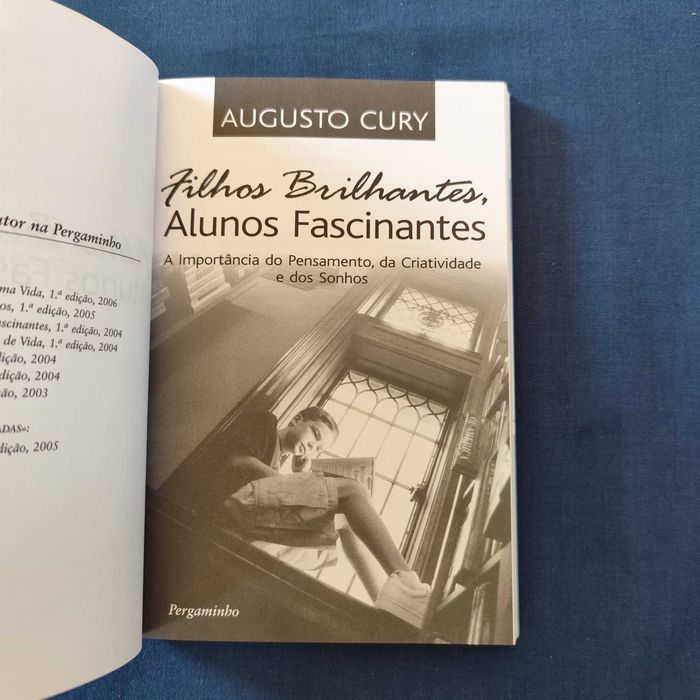 utor na Pergaminho
ma Vida, 1.ª edição, 2006
os, 1.ª edição, 2005
ascinantes, 1.ª edição, 2004
de Vida, 1.ª edição, 2004
dição, 2004
edição, 2004
ão, 2003
ADAS»:
dição, 2005
AUGUSTO CURY
Filhos Brilhantes,
Alunos Fascinantes
A Importância do Pensamento, da Criatividade
e dos Sonhos
Pergaminho